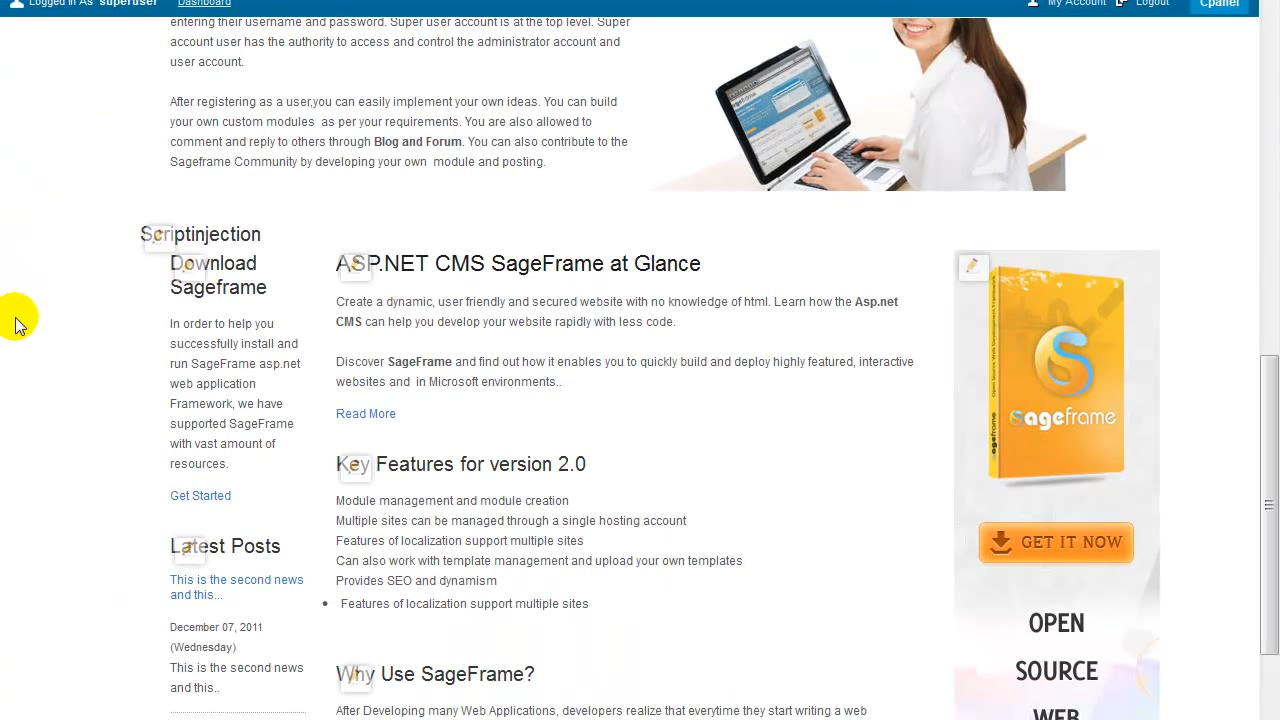 Logged In As superuser Dashboard
My Account Logout Cpanel
entering their username and password. Super user account is at the top level. Super
account user has the authority to access and control the administrator account and
user account.
After registering as a user,you can easily implement your own ideas. You can build
your own custom modules as per your requirements. You are also allowed to
comment and reply to others through Blog and Forum. You can also contribute to the
Sageframe Community by developing your own module and posting.
Scriptinjection
Download
Sageframe
In order to help you
successfully install and
run SageFrame asp.net
web application
Framework, we have
supported SageFrame
with vast amount of
resources.
Get Started
Latest Posts
This is the second news
and this...
December 07, 2011
(Wednesday)
This is the second news
and this..
ASP.NET CMS SageFrame at Glance
Create a dynamic, user friendly and secured website with no knowledge of html. Learn how the Asp.net
CMS can help you develop your website rapidly with less code.
Discover SageFrame and find out how it enables you to quickly build and deploy highly featured, interactive
websites and in Microsoft environments..
Read More
Key Features for version 2.0
Module management and module creation
Multiple sites can be managed through a single hosting account
Features of localization support multiple sites
Can also work with template management and upload your own templates
Provides SEO and dynamism
• Features of localization support multiple sites
Why Use SageFrame?
After Developing many Web Applications, developers realize that everytime they start writing a web
sageframe
GET IT NOW
OPEN
SOURCE
WEB